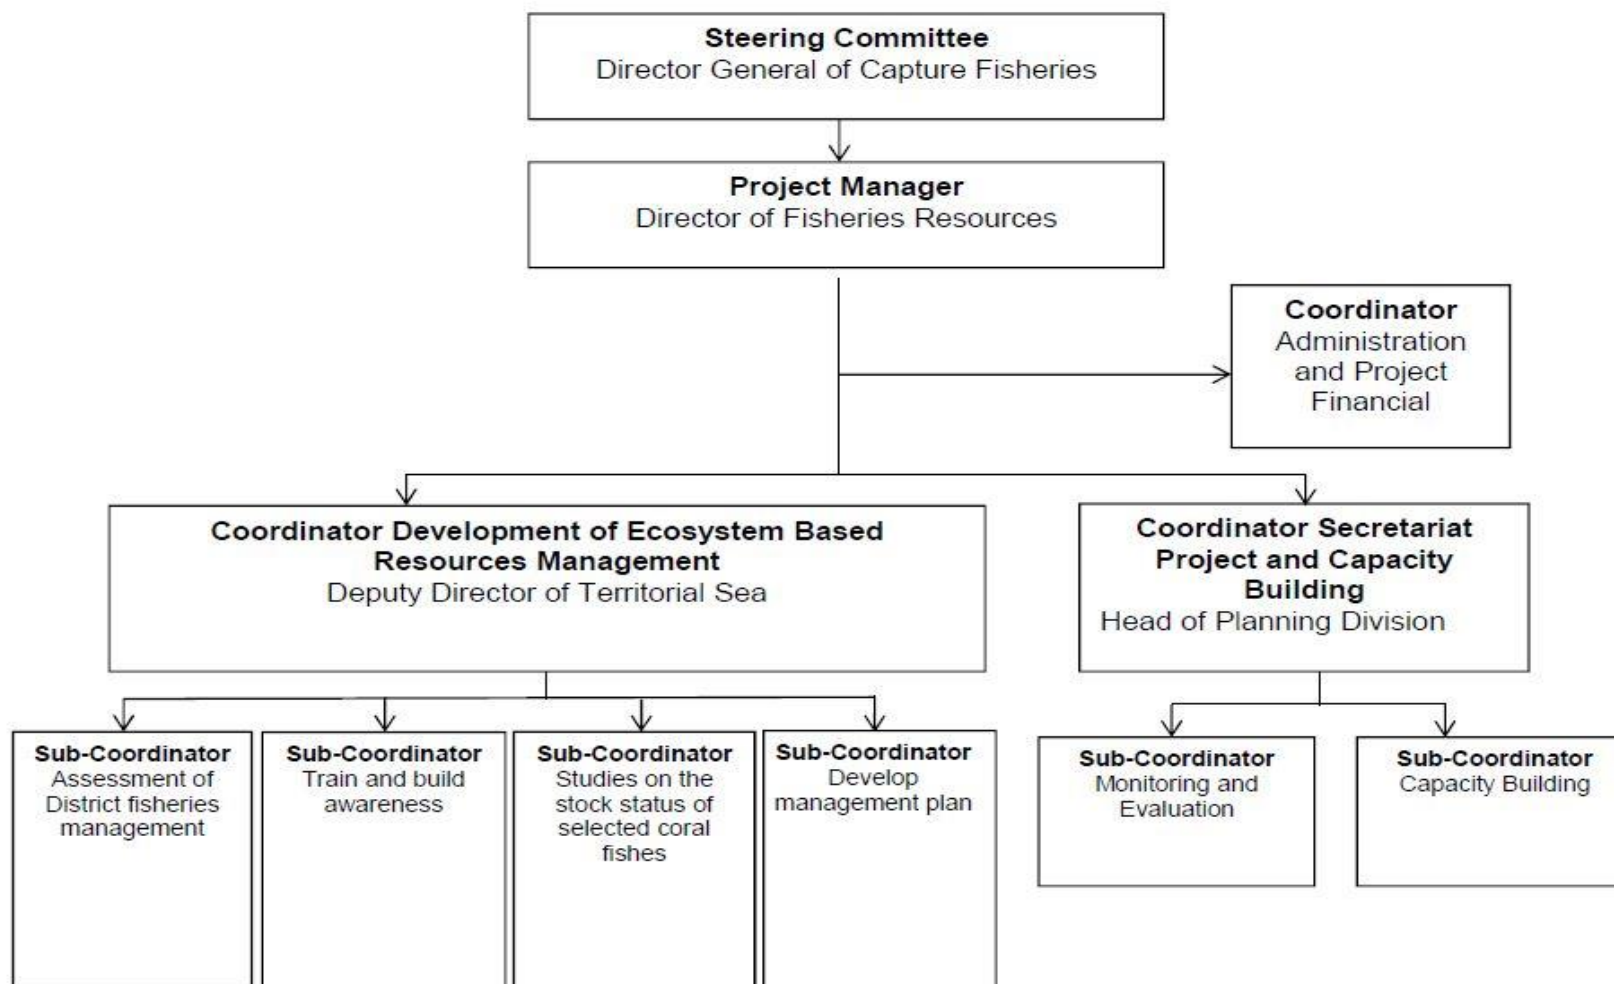 Steering Committee
Director General of Capture Fisheries
Project Manager
Director of Fisheries Resources
Coordinator
Administration
and Project
Financial
Coordinator Development of Ecosystem Based
Resources Management
Deputy Director of Territorial Sea
Coordinator Secretariat
Project and Capacity
Building
Head of Planning Division
Sub-Coordinator
Assessment of
District fisheries
management
Sub-Coordinator
Train and build
awareness
Sub-Coordinator
Studies on the
stock status of
selected coral
fishes
Sub-Coordinator
Develop
management plan
Sub-Coordinator
Monitoring and
Evaluation
Sub-Coordinator
Capacity Building